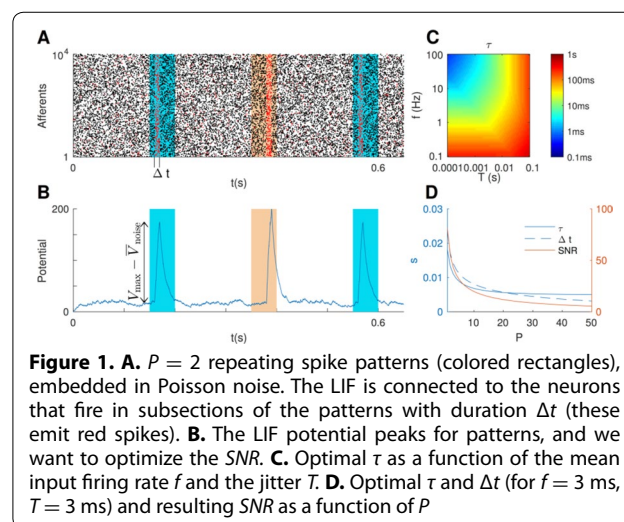 A
10⁴
Afferents
1
0
Δ t
t(s)
0.6
B
200
Potential
0
V_max − V̅_noise
0
t(s)
0.6
C
τ
100
10
1
0.1
f (Hz)
0.0001 0.001 0.01 0.1
T (s)
1s
100ms
10ms
1ms
0.1ms
D
0.03
0.02
0.01
0
s
τ
Δ t
SNR
100
50
0
10 20 30 40 50
P
Figure 1. A. P = 2 repeating spike patterns (colored rectangles),
embedded in Poisson noise. The LIF is connected to the neurons
that fire in subsections of the patterns with duration Δt (these
emit red spikes). B. The LIF potential peaks for patterns, and we
want to optimize the SNR. C. Optimal τ as a function of the mean
input firing rate f and the jitter T. D. Optimal τ and Δt (for f = 3 ms,
T = 3 ms) and resulting SNR as a function of P